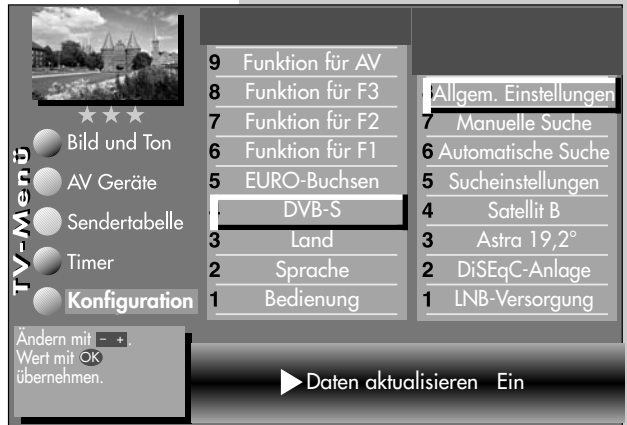 TV-Menü
Bild und Ton
AV Geräte
Sendertabelle
Timer
Konfiguration
9 Funktion für AV
8 Funktion für F3
7 Funktion für F2
6 Funktion für F1
5 EURO-Buchsen
DVB-S
3 Land
2 Sprache
1 Bedienung
Allgem. Einstellungen
7 Manuelle Suche
6 Automatische Suche
5 Sucheinstellungen
4 Satellit B
3 Astra 19,2°
2 DiSEqC-Anlage
1 LNB-Versorgung
Ändern mit - + .
Wert mit OK
übernehmen.
Daten aktualisieren Ein